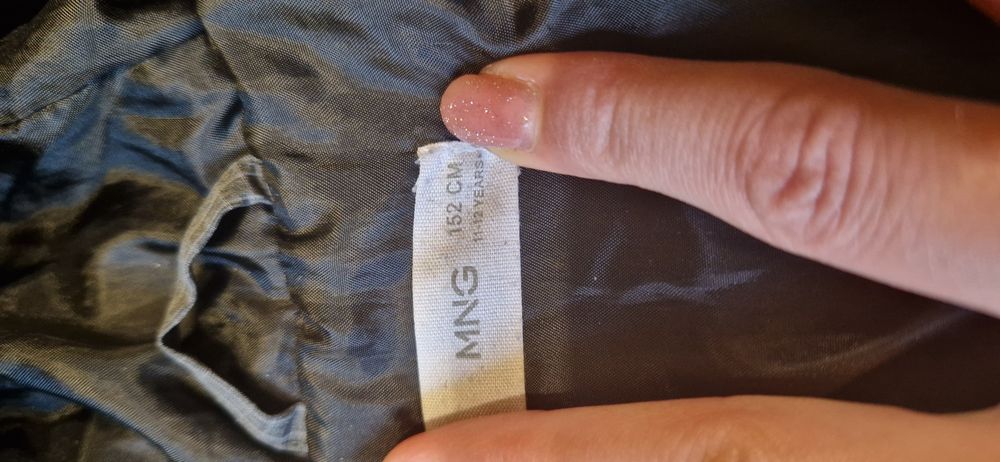 MNG
152 CM
11-12 YEARS